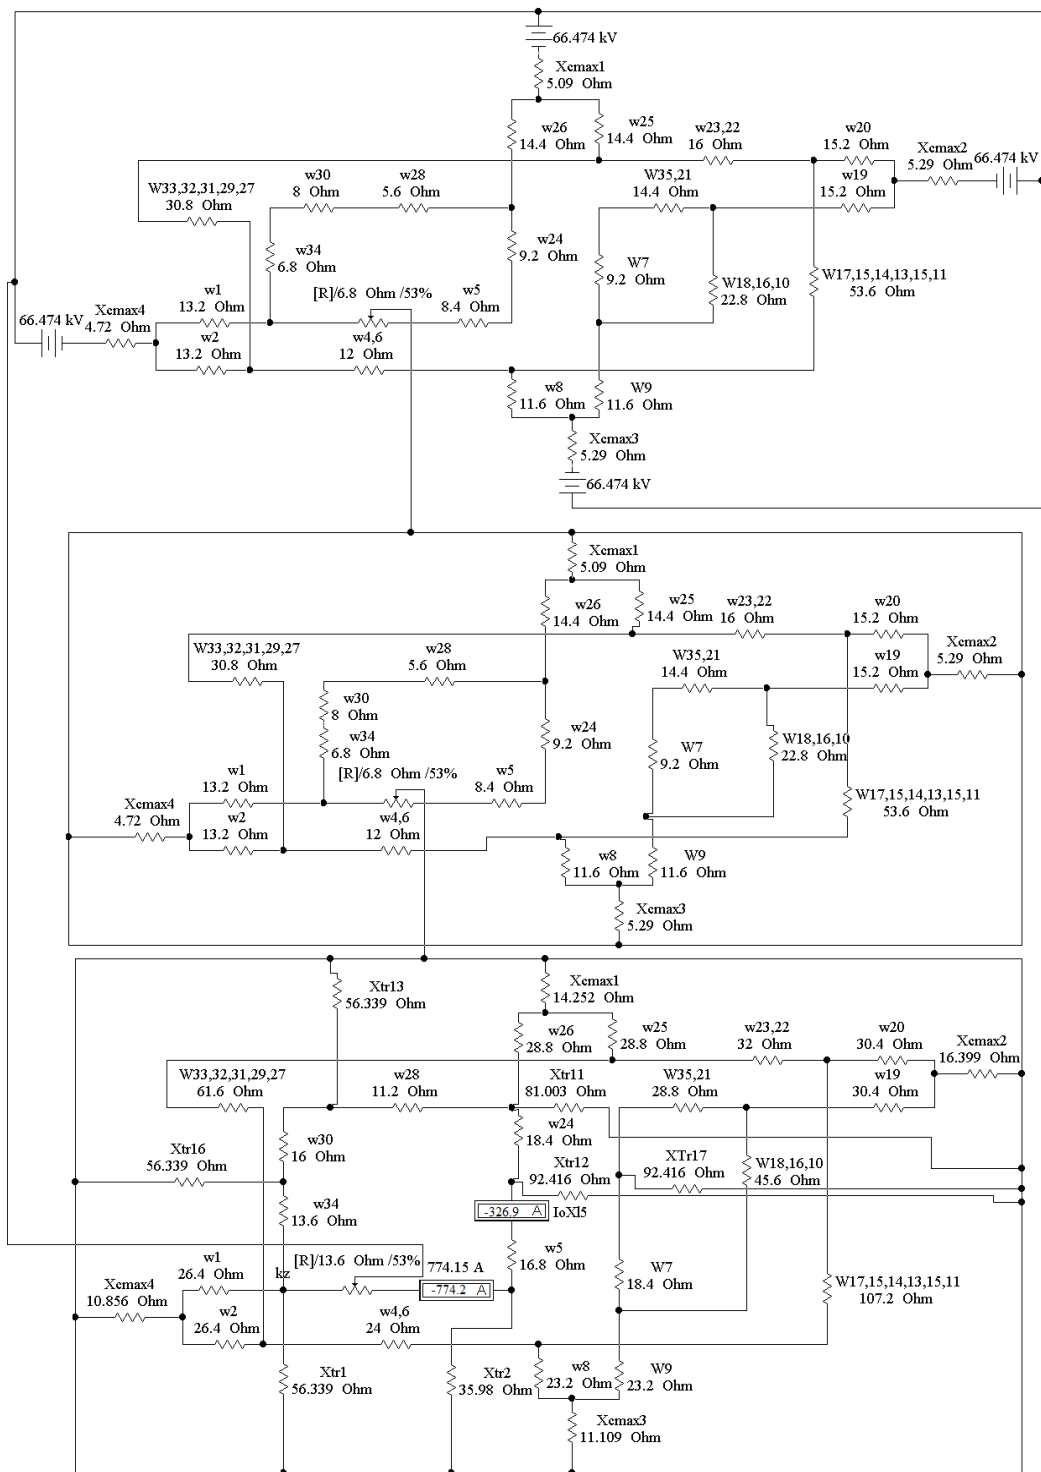 66.474 kV
Xcmax1
5.09 Ohm
w26
14.4 Ohm
w25
14.4 Ohm
w23,22
16 Ohm
w20
15.2 Ohm
Xcmax2
5.29 Ohm
66.474 kV
W33,32,31,29,27
30.8 Ohm
w30
8 Ohm
w28
5.6 Ohm
W35,21
14.4 Ohm
w19
15.2 Ohm
w34
6.8 Ohm
w24
9.2 Ohm
W7
9.2 Ohm
W18,16,10
22.8 Ohm
W17,15,14,13,15,11
53.6 Ohm
66.474 kV
Xcmax4
4.72 Ohm
w1
13.2 Ohm
[R]/6.8 Ohm /53%
w5
8.4 Ohm
w2
13.2 Ohm
w4,6
12 Ohm
w8
11.6 Ohm
W9
11.6 Ohm
Xcmax3
5.29 Ohm
66.474 kV
Xcmax1
5.09 Ohm
w26
14.4 Ohm
w25
14.4 Ohm
w23,22
16 Ohm
w20
15.2 Ohm
Xcmax2
5.29 Ohm
W33,32,31,29,27
30.8 Ohm
w28
5.6 Ohm
W35,21
14.4 Ohm
w19
15.2 Ohm
w30
8 Ohm
w34
6.8 Ohm
w24
9.2 Ohm
W7
9.2 Ohm
W18,16,10
22.8 Ohm
W17,15,14,13,15,11
53.6 Ohm
Xcmax4
4.72 Ohm
w1
13.2 Ohm
[R]/6.8 Ohm /53%
w5
8.4 Ohm
w2
13.2 Ohm
w4,6
12 Ohm
w8
11.6 Ohm
W9
11.6 Ohm
Xcmax3
5.29 Ohm
Xtr13
56.339 Ohm
Xcmax1
14.252 Ohm
w26
28.8 Ohm
w25
28.8 Ohm
w23,22
32 Ohm
w20
30.4 Ohm
Xcmax2
16.399 Ohm
W33,32,31,29,27
61.6 Ohm
w28
11.2 Ohm
Xtr11
81.003 Ohm
W35,21
28.8 Ohm
w19
30.4 Ohm
w30
16 Ohm
w24
18.4 Ohm
Xtr16
56.339 Ohm
Xtr12
92.416 Ohm
XTr17
92.416 Ohm
W18,16,10
45.6 Ohm
w34
13.6 Ohm
-326.9 A
IoXl5
w5
16.8 Ohm
W7
18.4 Ohm
W17,15,14,13,15,11
107.2 Ohm
Xcmax4
10.856 Ohm
w1
26.4 Ohm
kz
[R]/13.6 Ohm /53%
774.15 A
-774.2 A
w2
26.4 Ohm
w4,6
24 Ohm
Xtr1
56.339 Ohm
Xtr2
35.98 Ohm
w8
23.2 Ohm
W9
23.2 Ohm
Xcmax3
11.109 Ohm